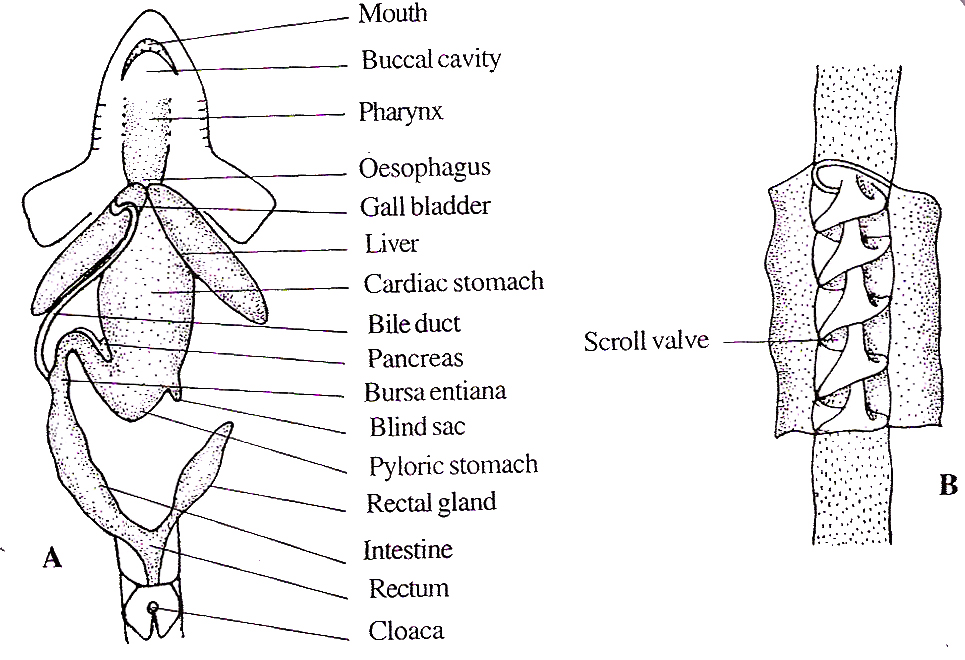 Mouth
Buccal cavity
Pharynx
Oesophagus
Gall bladder
Liver
Cardiac stomach
Bile duct
Pancreas
Bursa entiana
Blind sac
Pyloric stomach
Rectal gland
Intestine
Rectum
Cloaca
A
Scroll valve
B